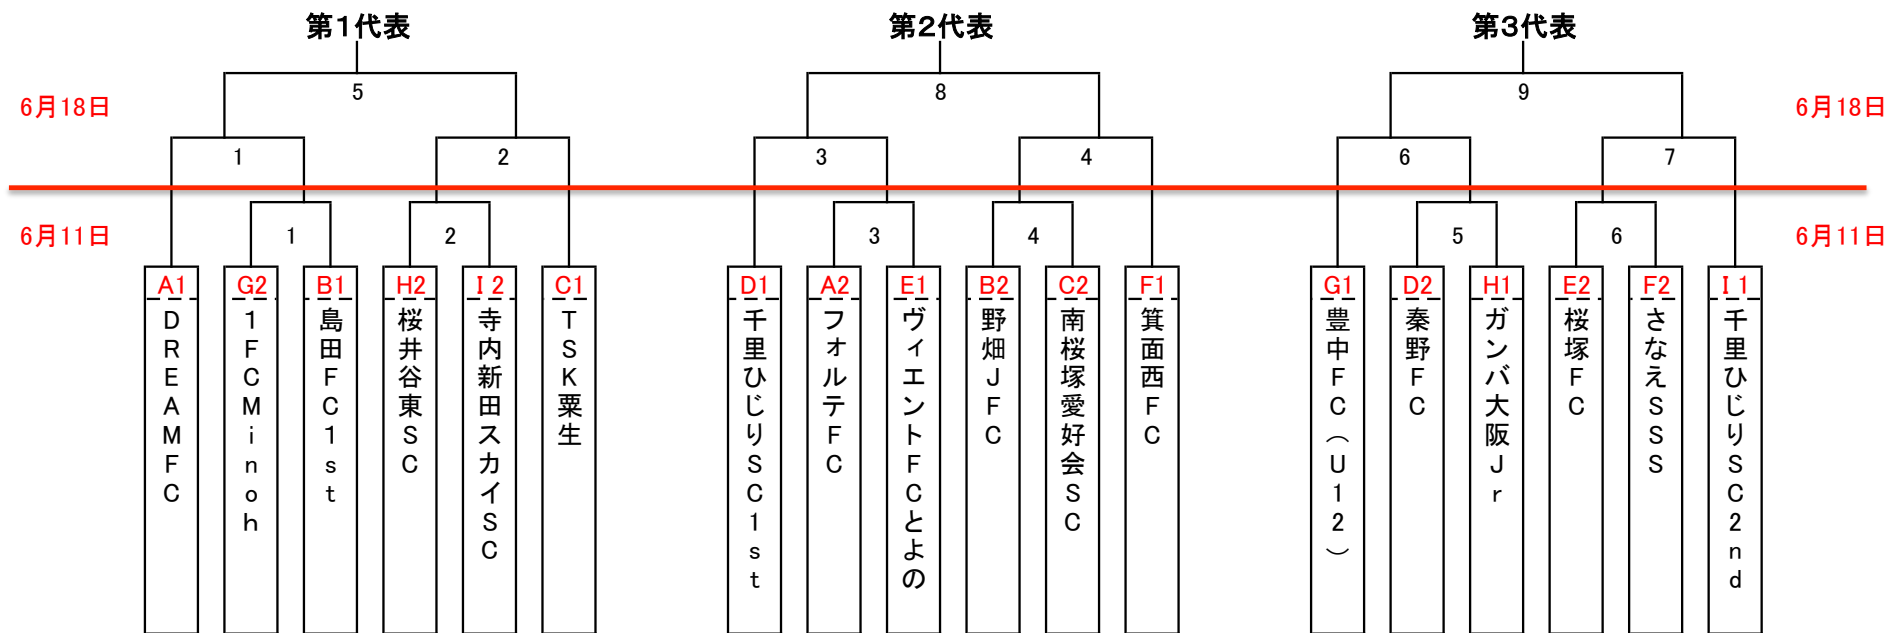 第1代表
第2代表
第3代表
5
8
9
6月18日
6月18日
1
2
3
4
6
7
6月11日
1
2
3
4
5
6
6月11日
A1
G2
B1
H2
I2
C1
D1
A2
E1
B2
C2
F1
G1
D2
H1
E2
F2
I1
DREAMFC
1FCMinoh
島田FC1st
桜井谷東SC
寺内新田スカイSC
TSK粟生
千里ひじりSC1st
フォルテFC
ヴィエントFCとよの
野畑JFC
南桜塚愛好会SC
箕面西FC
豊中FC(U12)
秦野FC
ガンバ大阪Jr
桜塚FC
さなえSSS
千里ひじりSC2nd